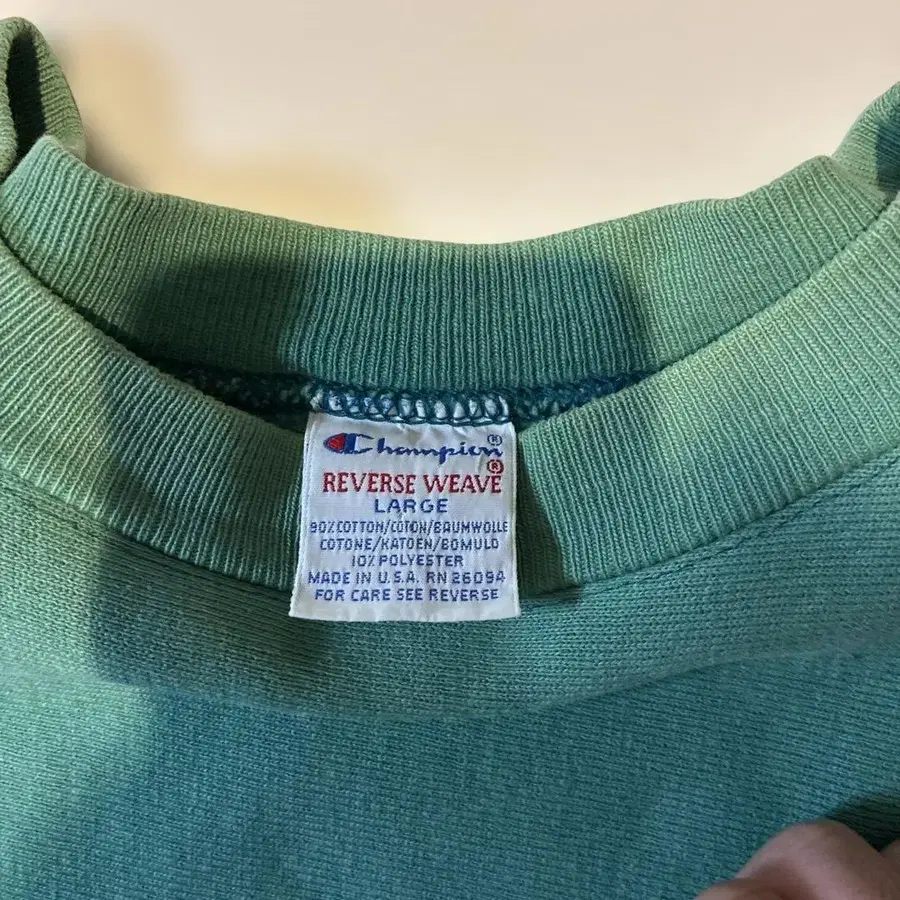 Champion®
REVERSE WEAVE®
LARGE
90% COTTON/COTON/BAUMWOLLE
COTONE/KATOEN/BOMULD
10% POLYESTER
MADE IN U.S.A. RN 26094
FOR CARE SEE REVERSE